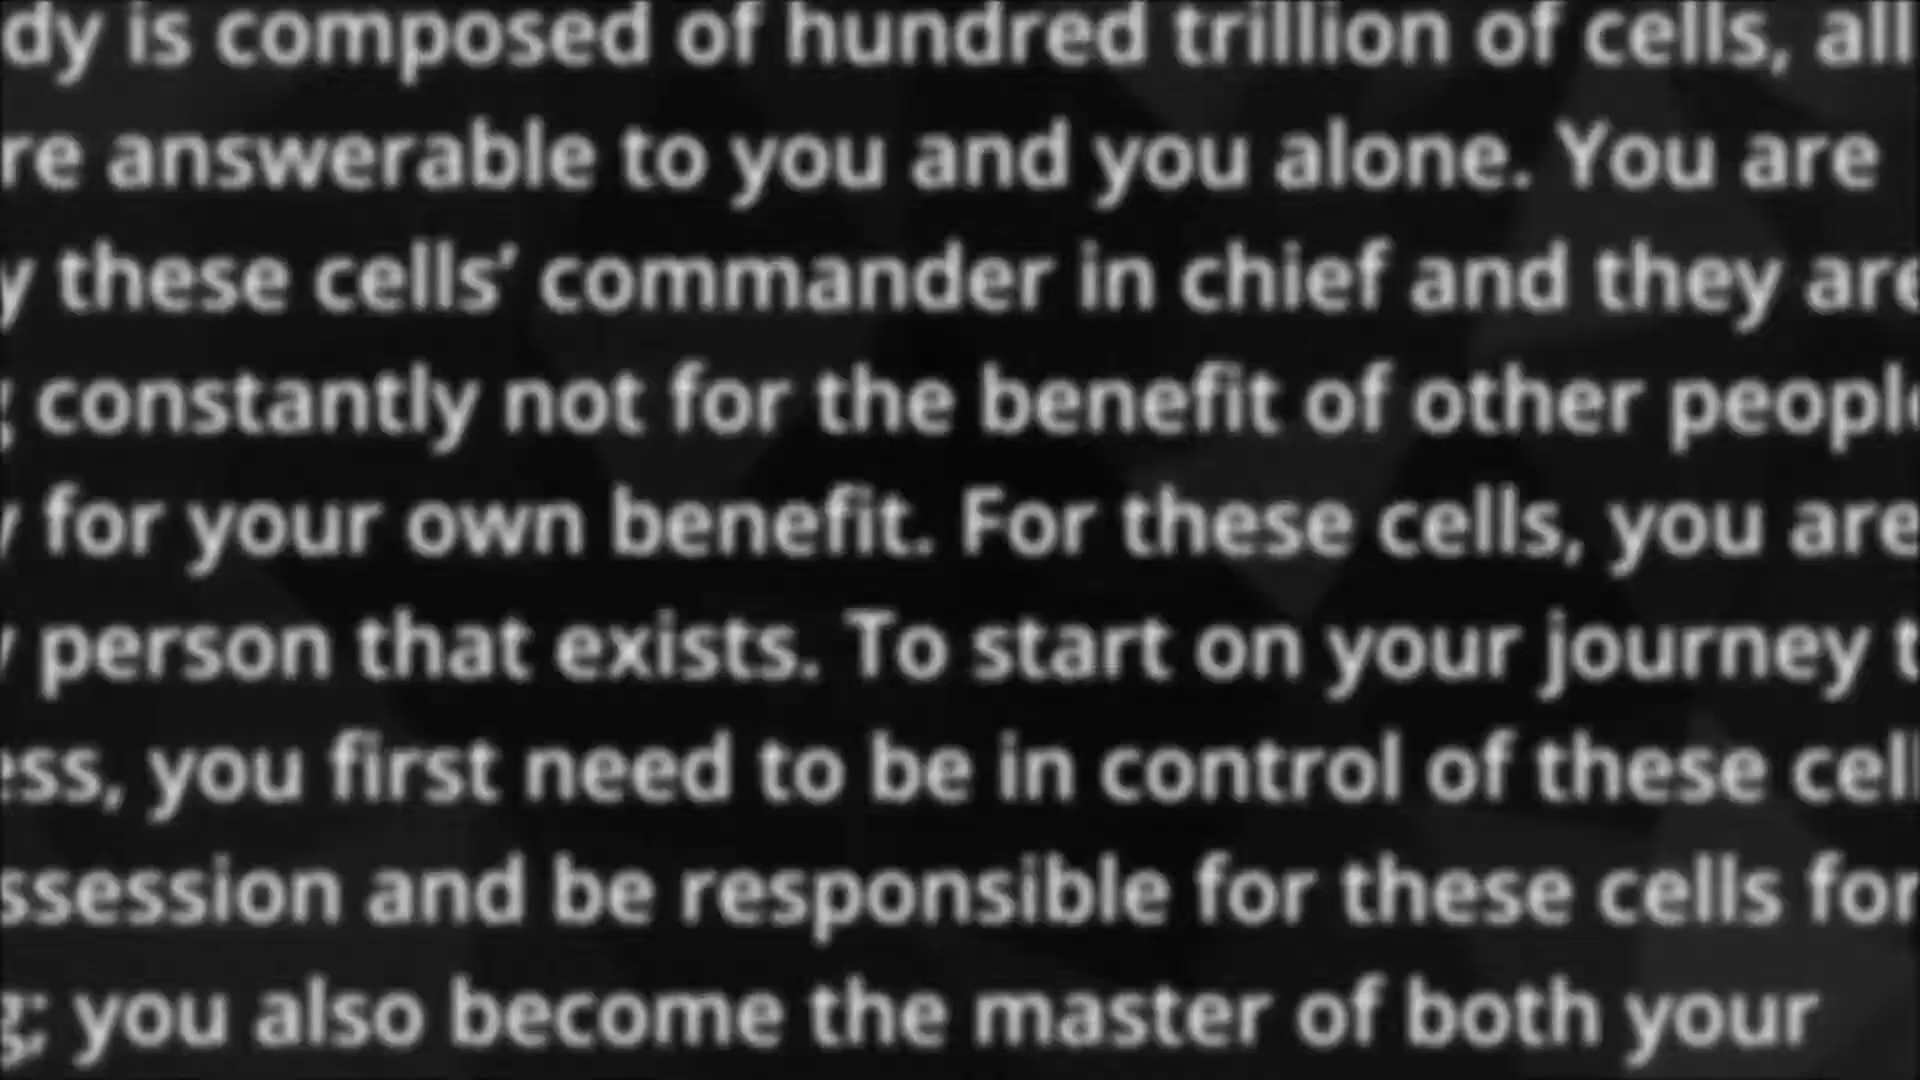 dy is composed of hundred trillion of cells, all
re answerable to you and you alone. You are
y these cells’ commander in chief and they are
constantly not for the benefit of other people
for your own benefit. For these cells, you are
person that exists. To start on your journey t
ess, you first need to be in control of these cell
ssession and be responsible for these cells for
g; you also become the master of both your